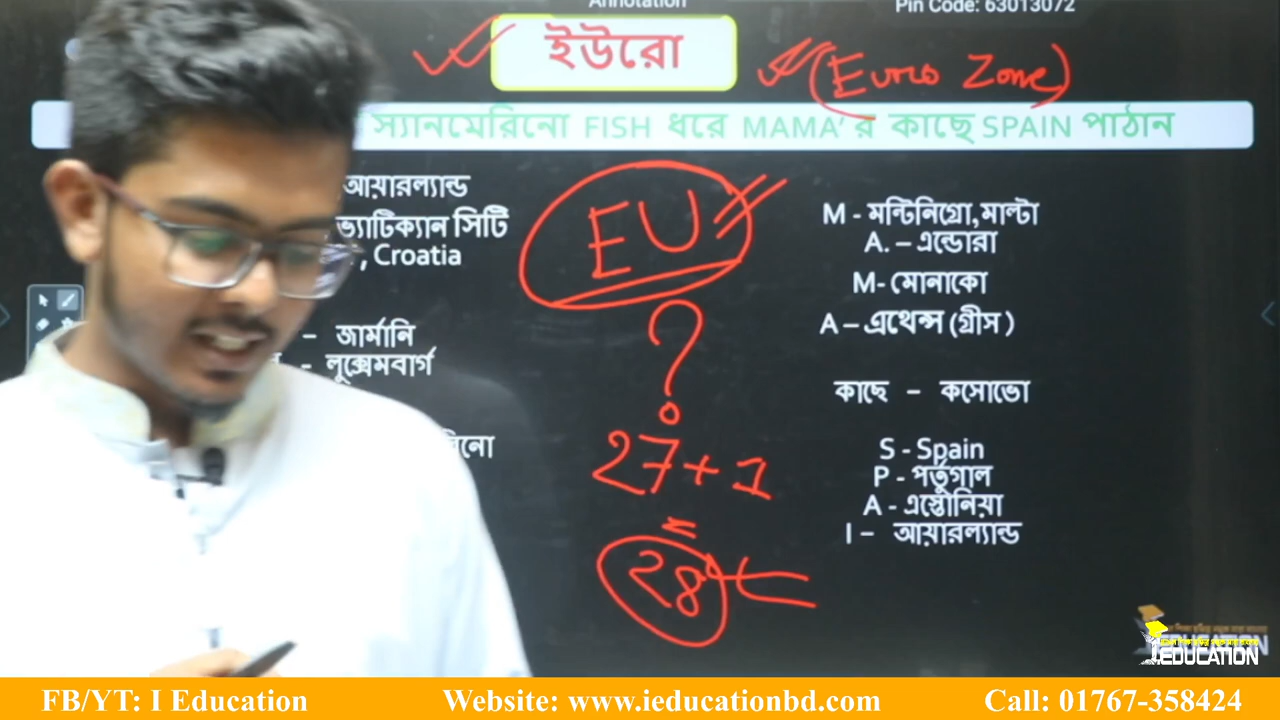 Annotation
Pin Code: 63013072
ইউরো
(Euro Zone)
স্যানমেরিনো FISH ধরে MAMA' র কাছে SPAIN পাঠান
আয়ারল্যান্ড
ভ্যাটিক্যান সিটি
, Croatia
– জার্মানি
- লুক্সেমবার্গ
EU
?
27+1
=
28
M - মন্টিনিগ্রো,মাল্টা
A. – এন্ডোরা
M- মোনাকো
A – এথেন্স (গ্রীস )
কাছে – কসোভো
S - Spain
P - পর্তুগাল
A - এস্তোনিয়া
I – আয়ারল্যান্ড
EDUCATION
FB/YT: I Education
Website: www.ieducationbd.com
Call: 01767-358424